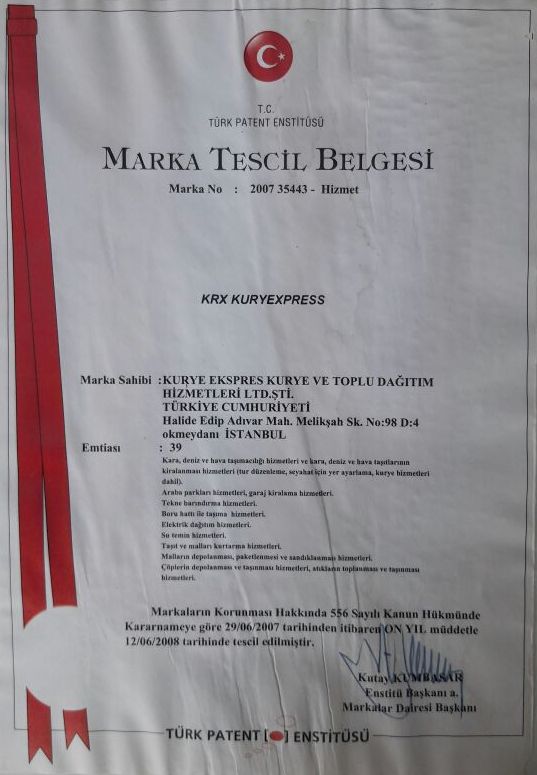 T.C.
TÜRK PATENT ENSTİTÜSÜ
MARKA TESCİL BELGESİ
Marka No : 2007 35443 - Hizmet
KRX KURYEXPRESS
Marka Sahibi :KURYE EKSPRES KURYE VE TOPLU DAĞITIM
HİZMETLERİ LTD.ŞTİ.
TÜRKİYE CUMHURİYETİ
Halide Edip Adıvar Mah. Melikşah Sk. No:98 D:4
okmeydanı İSTANBUL
Emtiası : 39
Kara, deniz ve hava taşımacılığı hizmetleri ve kara, deniz ve hava taşıtlarının
kiralanması hizmetleri (tur düzenleme, seyahat için yer ayarlama, kurye hizmetleri
dahil).
Araba parkları hizmetleri, garaj kiralama hizmetleri.
Tekne barındırma hizmetleri.
Boru hattı ile taşıma hizmetleri.
Elektrik dağıtım hizmetleri.
Su temin hizmetleri.
Taşıt ve malları kurtarma hizmetleri.
Malların depolanması, paketlenmesi ve sandıklanması hizmetleri.
Çöplerin depolanması ve taşınması hizmetleri, atıkların toplanması ve taşınması
hizmetleri.
Markaların Korunması Hakkında 556 Sayılı Kanun Hükmünde
Kararnameye göre 29/06/2007 tarihinden itibaren ON YIL müddetle
12/06/2008 tarihinde tescil edilmiştir.
Kutay KUMBASAR
Enstitü Başkanı a.
Markalar Dairesi Başkanı
TÜRK PATENT [ ] ENSTİTÜSÜ